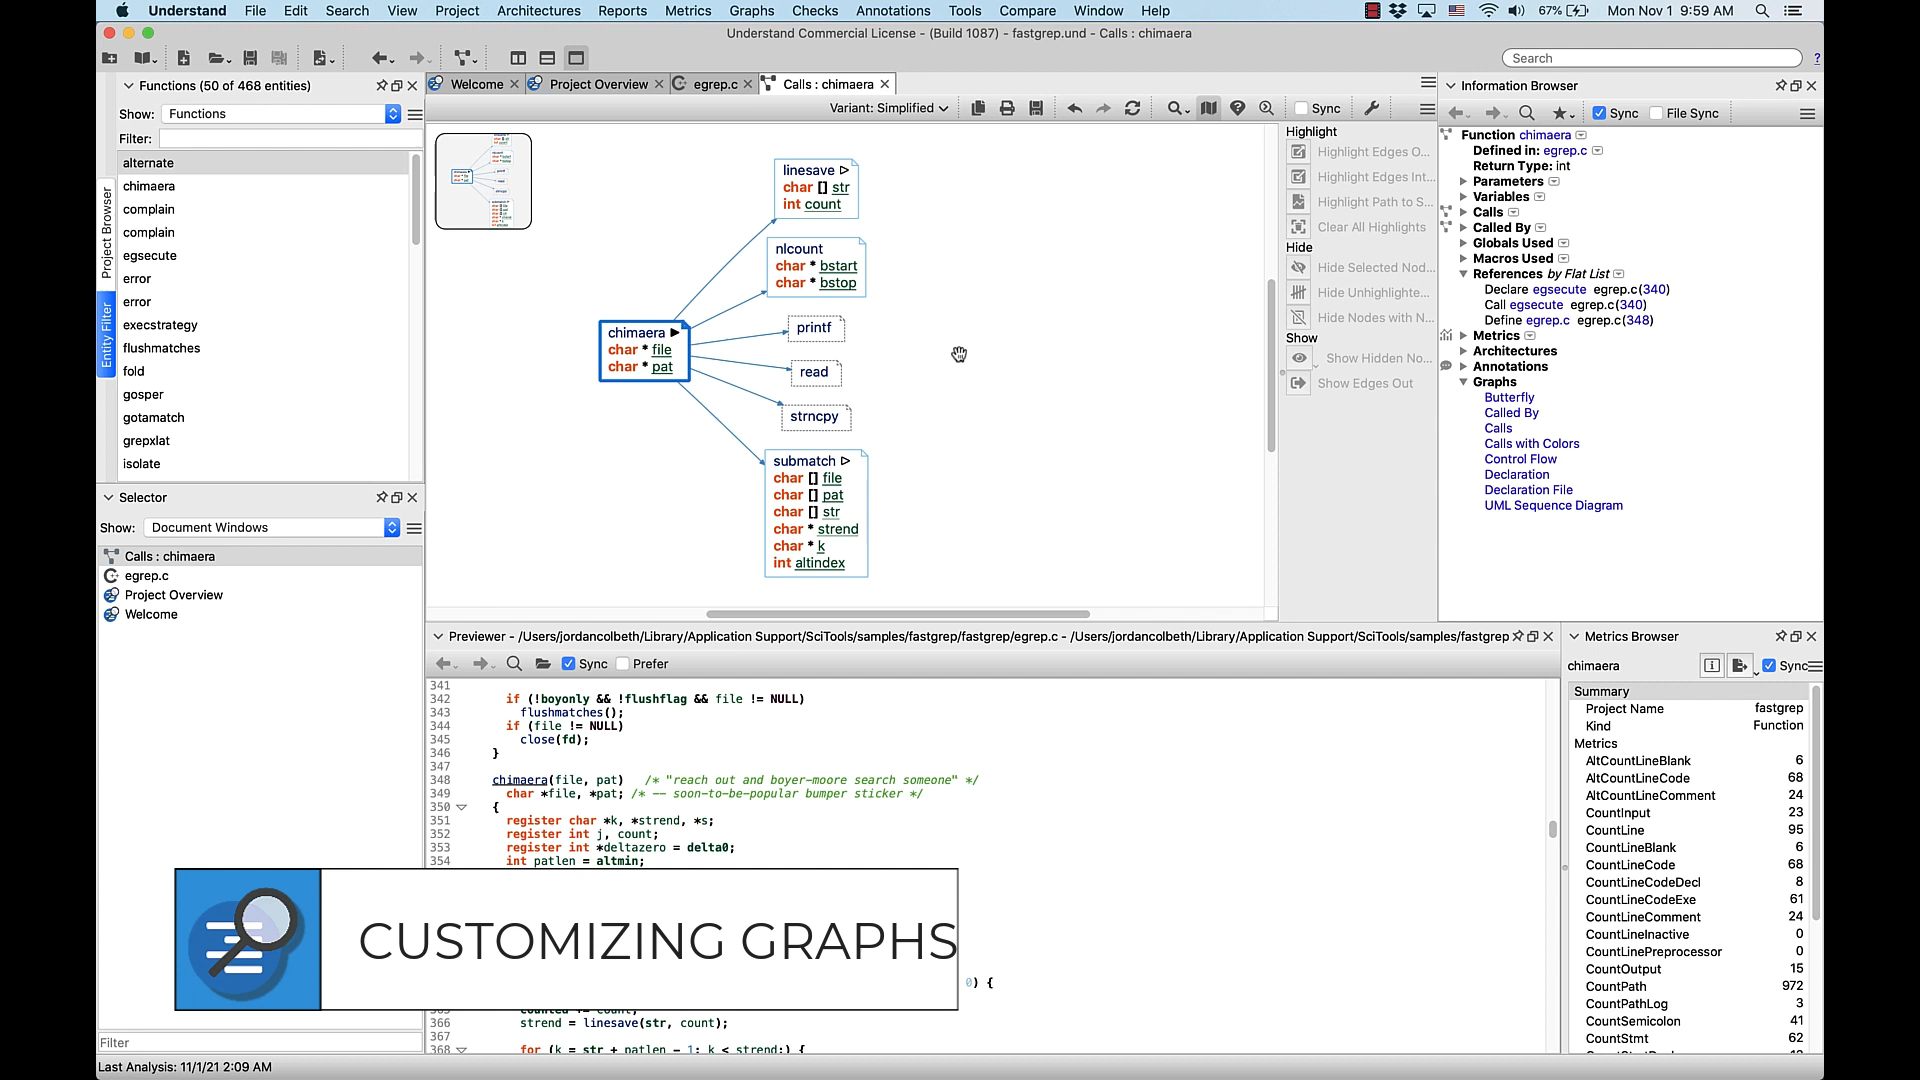 Understand File Edit Search View Project Architectures Reports Metrics Graphs Checks Annotations Tools Compare Window Help 67% Mon Nov 1 9:59 AM
Understand Commercial License - (Build 1087) - fastgrep.und - Calls : chimaera
Search ?
Functions (50 of 468 entities)
Show: Functions
Filter:
alternate
chimaera
complain
complain
egsecute
error
error
execstrategy
flushmatches
fold
gosper
gotamatch
grepxlat
isolate
Project Browser
Entity Filter
Selector
Show: Document Windows
Calls : chimaera
egrep.c
Project Overview
Welcome
Filter
Last Analysis: 11/1/21 2:09 AM
Welcome Project Overview egrep.c Calls : chimaera
Variant: Simplified Sync
linesave
char [] str
int count
nlcount
char * bstart
char * bstop
chimaera
char * file
char * pat
printf
read
strncpy
submatch
char [] file
char [] pat
char [] str
char * strend
char * k
int altindex
Highlight
Highlight Edges O...
Highlight Edges Int...
Highlight Path to S...
Clear All Highlights
Hide
Hide Selected Nod...
Hide Unhighlighte...
Hide Nodes with N...
Show
Show Hidden No...
Show Edges Out
Information Browser
Sync File Sync
Function chimaera
Defined in: egrep.c
Return Type: int
Parameters
Variables
Calls
Called By
Globals Used
Macros Used
References by Flat List
Declare egsecute egrep.c(340)
Call egsecute egrep.c(340)
Define egrep.c egrep.c(348)
Metrics
Architectures
Annotations
Graphs
Butterfly
Called By
Calls
Calls with Colors
Control Flow
Declaration
Declaration File
UML Sequence Diagram
Previewer - /Users/jordancolbeth/Library/Application Support/SciTools/samples/fastgrep/fastgrep/egrep.c - /Users/jordancolbeth/Library/Application Support/SciTools/samples/fastgrep
Sync Prefer
341
342 if (!boyonly && !flushflag && file != NULL)
343 flushmatches();
344 if (file != NULL)
345 close(fd);
346 }
347
348 chimaera(file, pat) /* "reach out and boyer-moore search someone" */
349 char *file, *pat; /* -- soon-to-be-popular bumper sticker */
350 {
351 register char *k, *strend, *s;
352 register int j, count;
353 register int *deltazero = delta0;
354 int patlen = altmin;
0) {
366 strend = linesave(str, count);
367
368 for (k = str + patlen - 1; k < strend;) {
CUSTOMIZING GRAPHS
Metrics Browser
chimaera Sync
Summary
Project Name fastgrep
Kind Function
Metrics
AltCountLineBlank 6
AltCountLineCode 68
AltCountLineComment 24
CountInput 23
CountLine 95
CountLineBlank 6
CountLineCode 68
CountLineCodeDecl 8
CountLineCodeExe 61
CountLineComment 24
CountLineInactive 0
CountLinePreprocessor 0
CountOutput 15
CountPath 972
CountPathLog 3
CountSemicolon 41
CountStmt 62